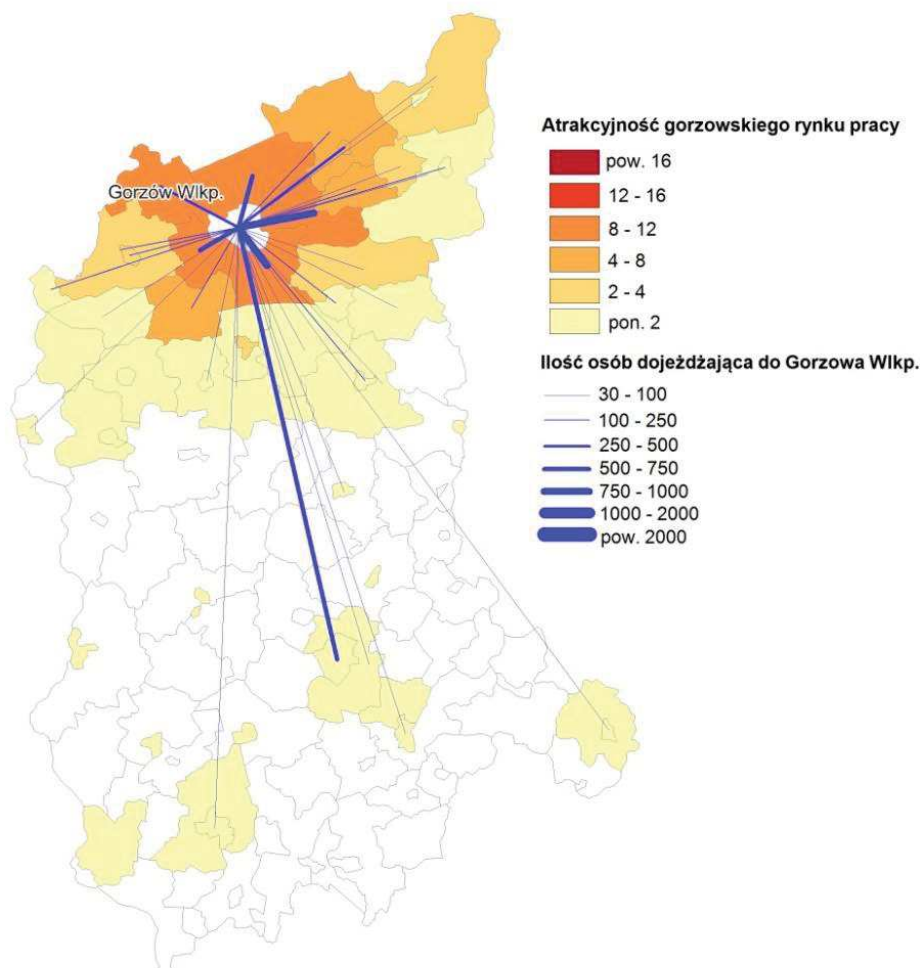 Gorzów Wlkp.
Atrakcyjność gorzowskiego rynku pracy
pow. 16
12 - 16
8 - 12
4 - 8
2 - 4
pon. 2
Ilość osób dojeżdżająca do Gorzowa Wlkp.
30 - 100
100 - 250
250 - 500
500 - 750
750 - 1000
1000 - 2000
pow. 2000